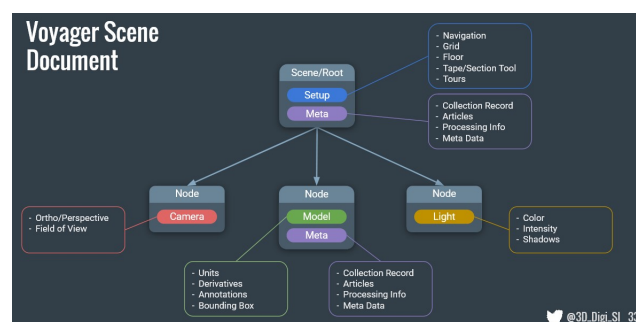 Voyager Scene
Document
Scene/Root
Setup
Meta
- Navigation
- Grid
- Floor
- Tape/Section Tool
- Tours
- Collection Record
- Articles
- Processing Info
- Meta Data
Node
Camera
- Ortho/Perspective
- Field of View
Node
Model
Meta
Node
Light
- Color
- Intensity
- Shadows
- Units
- Derivatives
- Annotations
- Bounding Box
- Collection Record
- Articles
- Processing Info
- Meta Data
@3D_Digi_SI 33